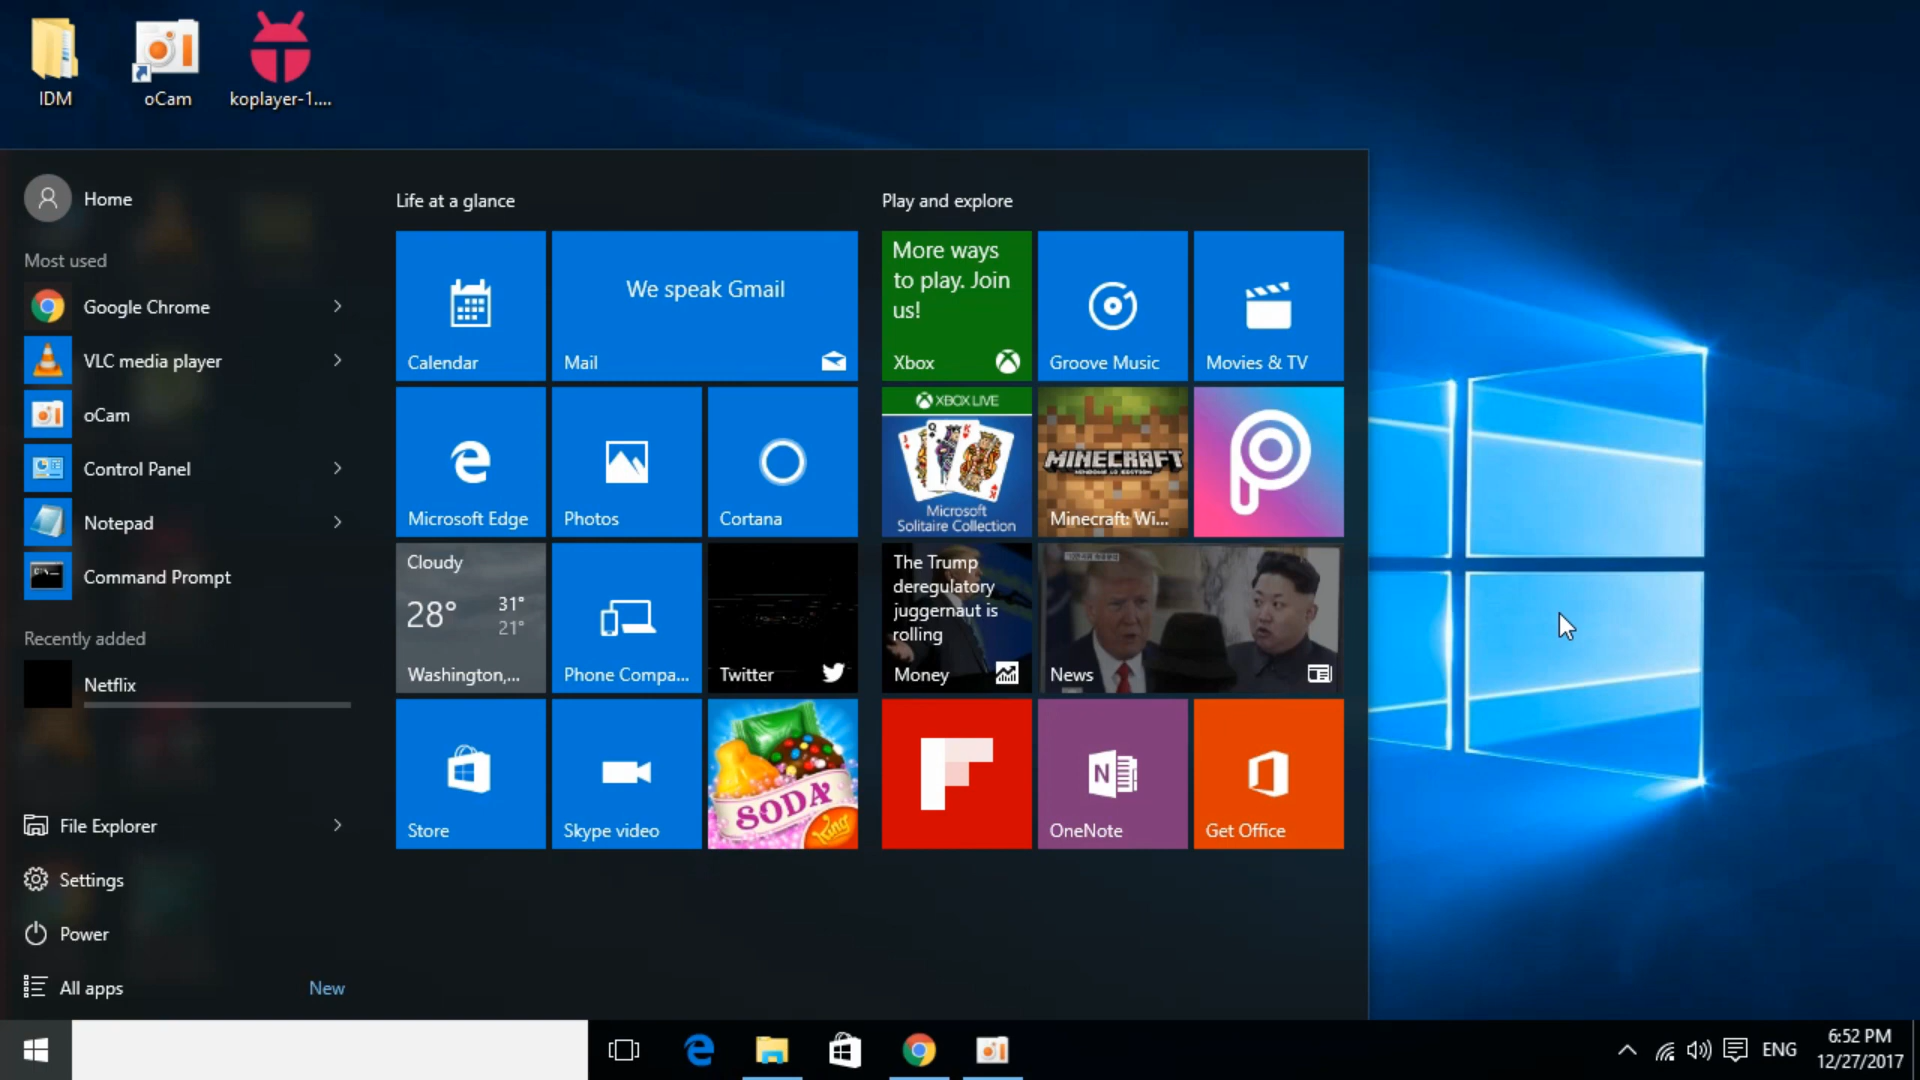 IDM
oCam
koplayer-1....
Home
Most used
Google Chrome
VLC media player
oCam
Control Panel
Notepad
Command Prompt
Recently added
Netflix
File Explorer
Settings
Power
All apps
New
Life at a glance
Calendar
We speak Gmail
Mail
Microsoft Edge
Photos
Cortana
Cloudy
28°
31°
21°
Washington,...
Phone Compa...
Twitter
Store
Skype video
SODA
King
Play and explore
More ways
to play. Join
us!
Xbox
Groove Music
Movies & TV
XBOX LIVE
Microsoft
Solitaire Collection
MINECRAFT
WINDOWS 10 EDITION
Minecraft: Wi...
The Trump
deregulatory
juggernaut is
rolling
Money
News
OneNote
Get Office
ENG
6:52 PM
12/27/2017